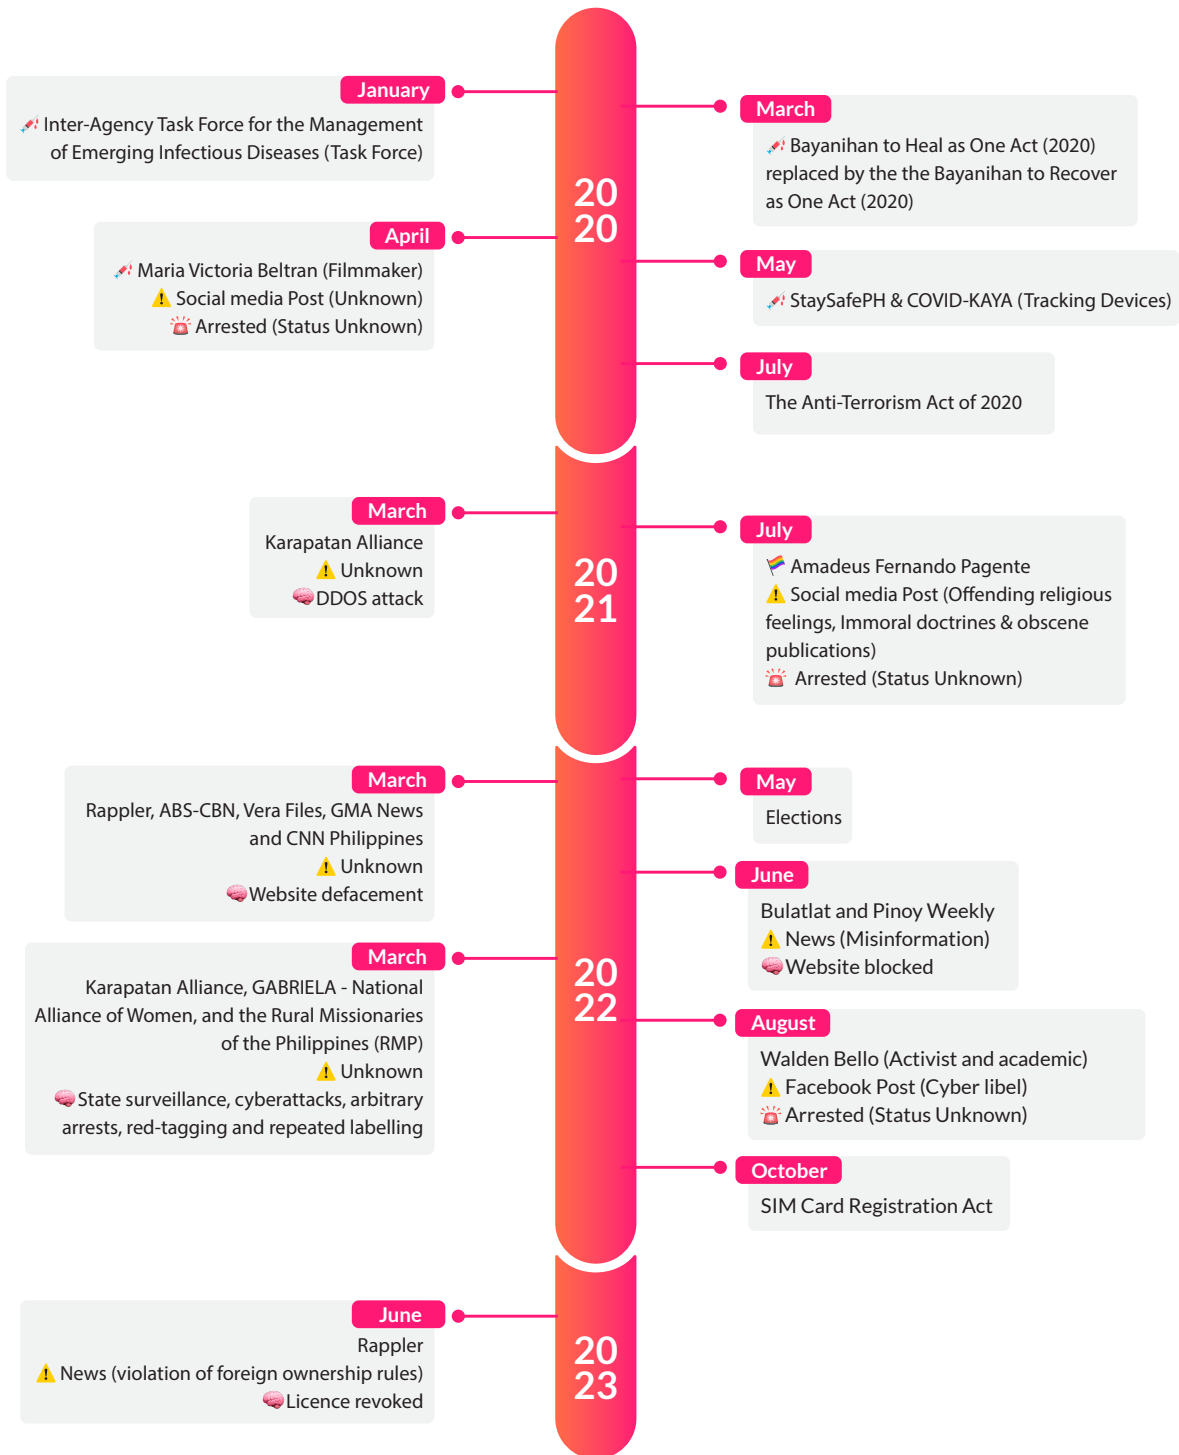 January
Inter-Agency Task Force for the Management
of Emerging Infectious Diseases (Task Force)
March
Bayanihan to Heal as One Act (2020)
replaced by the the Bayanihan to Recover
as One Act (2020)
20
20
April
Maria Victoria Beltran (Filmmaker)
Social media Post (Unknown)
Arrested (Status Unknown)
May
StaySafePH & COVID-KAYA (Tracking Devices)
July
The Anti-Terrorism Act of 2020
March
Karapatan Alliance
Unknown
DDOS attack
20
21
July
Amadeus Fernando Pagente
Social media Post (Offending religious
feelings, Immoral doctrines & obscene
publications)
Arrested (Status Unknown)
March
Rappler, ABS-CBN, Vera Files, GMA News
and CNN Philippines
Unknown
Website defacement
May
Elections
June
Bulatlat and Pinoy Weekly
News (Misinformation)
Website blocked
March
Karapatan Alliance, GABRIELA - National
Alliance of Women, and the Rural Missionaries
of the Philippines (RMP)
Unknown
State surveillance, cyberattacks, arbitrary
arrests, red-tagging and repeated labelling
20
22
August
Walden Bello (Activist and academic)
Facebook Post (Cyber libel)
Arrested (Status Unknown)
October
SIM Card Registration Act
June
Rappler
News (violation of foreign ownership rules)
Licence revoked
20
23